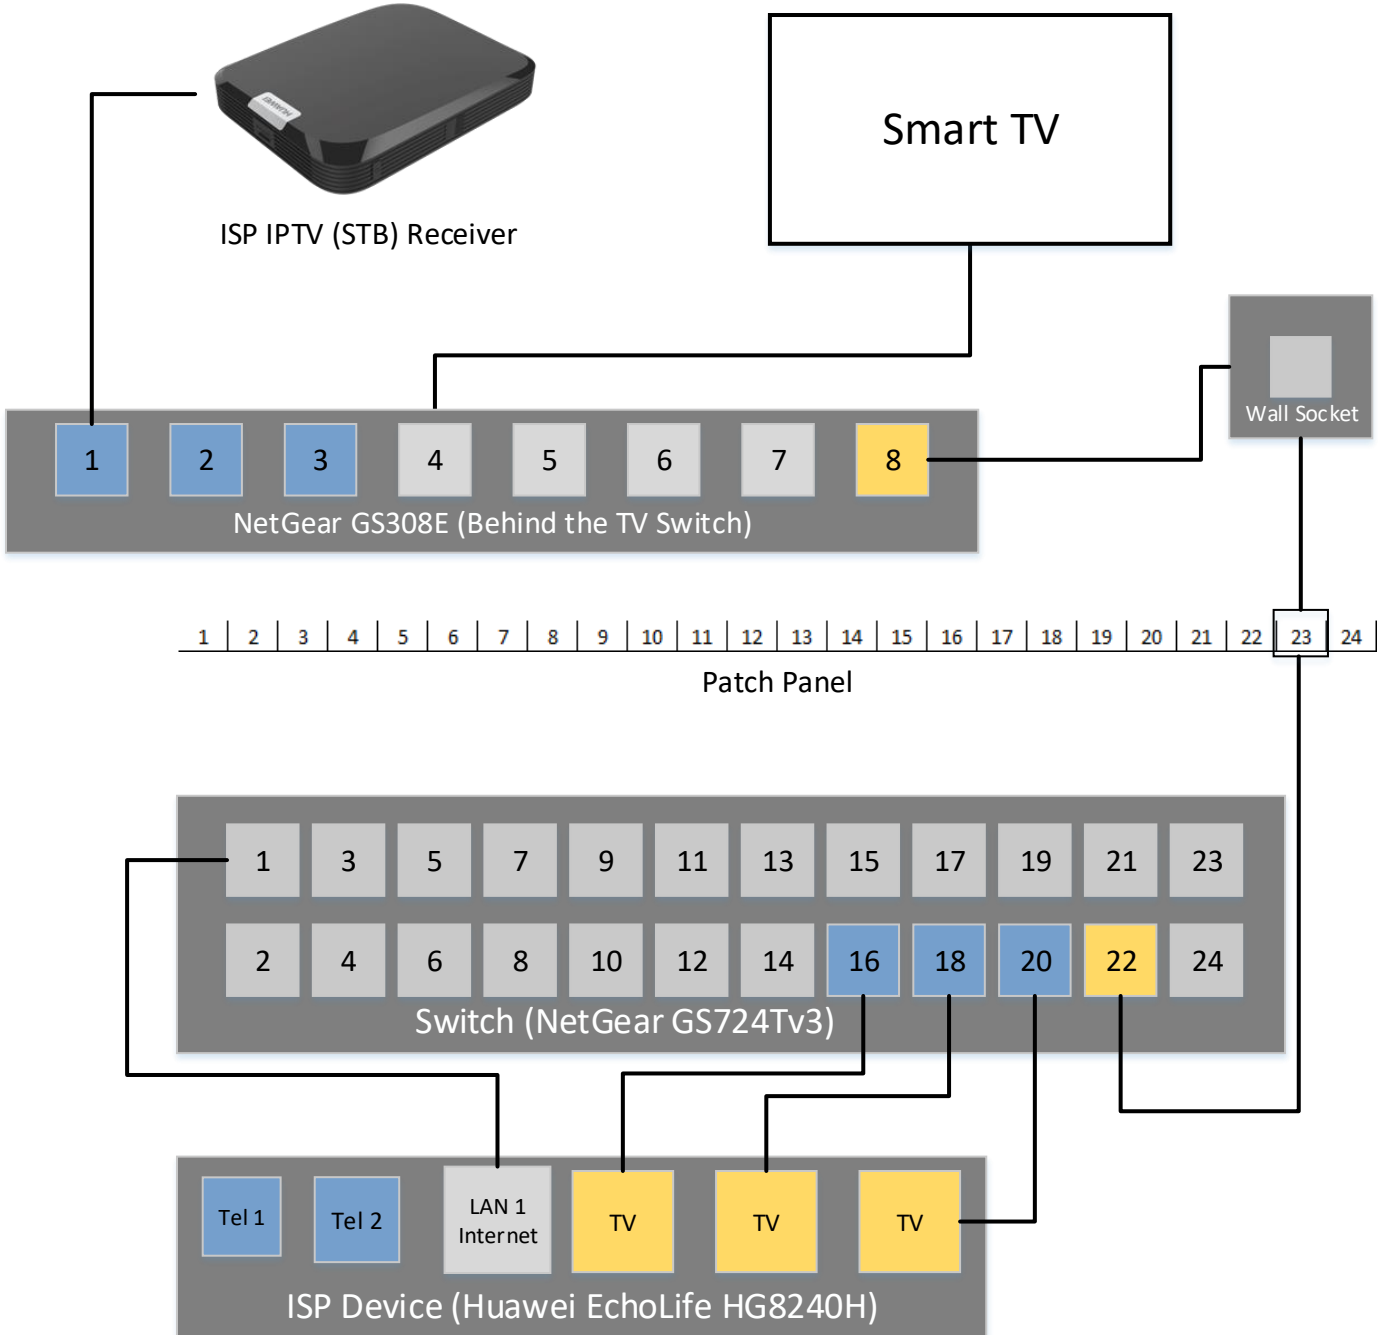 HUAWEI
ISP IPTV (STB) Receiver
Smart TV
Wall Socket
1 2 3 4 5 6 7 8
NetGear GS308E (Behind the TV Switch)
1 2 3 4 5 6 7 8 9 10 11 12 13 14 15 16 17 18 19 20 21 22 23 24
Patch Panel
1 3 5 7 9 11 13 15 17 19 21 23
2 4 6 8 10 12 14 16 18 20 22 24
Switch (NetGear GS724Tv3)
Tel 1
Tel 2
LAN 1
Internet
TV
TV
TV
ISP Device (Huawei EchoLife HG8240H)